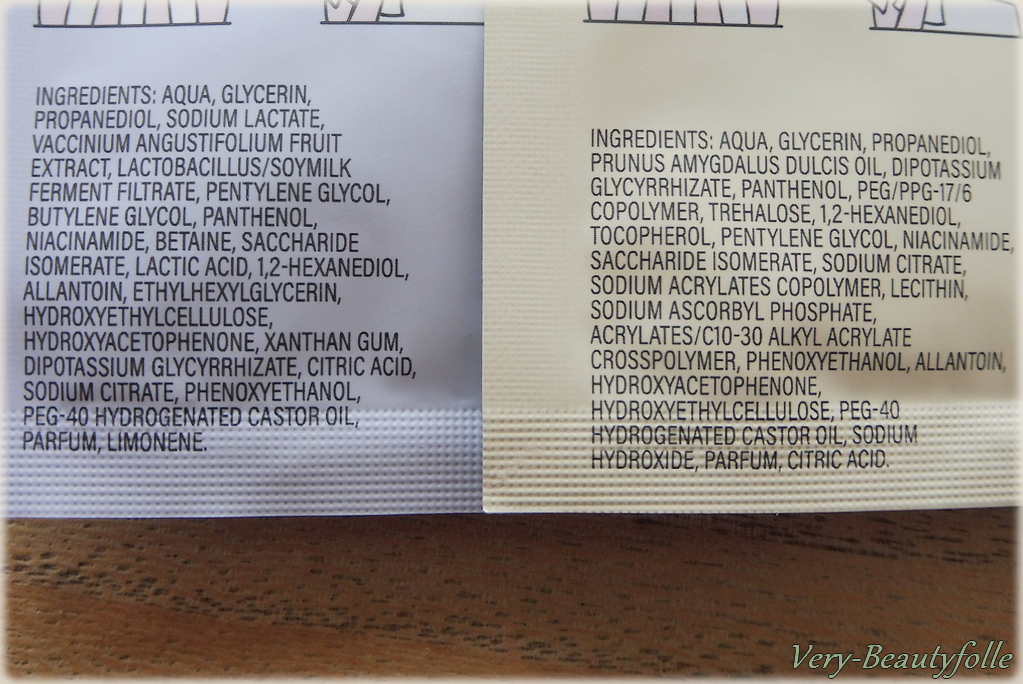 INGREDIENTS: AQUA, GLYCERIN,
PROPANEDIOL, SODIUM LACTATE,
VACCINIUM ANGUSTIFOLIUM FRUIT
EXTRACT, LACTOBACILLUS/SOYMILK
FERMENT FILTRATE, PENTYLENE GLYCOL,
BUTYLENE GLYCOL, PANTHENOL,
NIACINAMIDE, BETAINE, SACCHARIDE
ISOMERATE, LACTIC ACID, 1,2-HEXANEDIOL,
ALLANTOIN, ETHYLHEXYLGLYCERIN,
HYDROXYETHYLCELLULOSE,
HYDROXYACETOPHENONE, XANTHAN GUM,
DIPOTASSIUM GLYCYRRHIZATE, CITRIC ACID,
SODIUM CITRATE, PHENOXYETHANOL,
PEG-40 HYDROGENATED CASTOR OIL,
PARFUM, LIMONENE.
INGREDIENTS: AQUA, GLYCERIN, PROPANEDIOL,
PRUNUS AMYGDALUS DULCIS OIL, DIPOTASSIUM
GLYCYRRHIZATE, PANTHENOL, PEG/PPG-17/6
COPOLYMER, TREHALOSE, 1,2-HEXANEDIOL,
TOCOPHEROL, PENTYLENE GLYCOL, NIACINAMIDE,
SACCHARIDE ISOMERATE, SODIUM CITRATE,
SODIUM ACRYLATES COPOLYMER, LECITHIN,
SODIUM ASCORBYL PHOSPHATE,
ACRYLATES/C10-30 ALKYL ACRYLATE
CROSSPOLYMER, PHENOXYETHANOL, ALLANTOIN,
HYDROXYACETOPHENONE,
HYDROXYETHYLCELLULOSE, PEG-40
HYDROGENATED CASTOR OIL, SODIUM
HYDROXIDE, PARFUM, CITRIC ACID.
Very-Beautyfolle